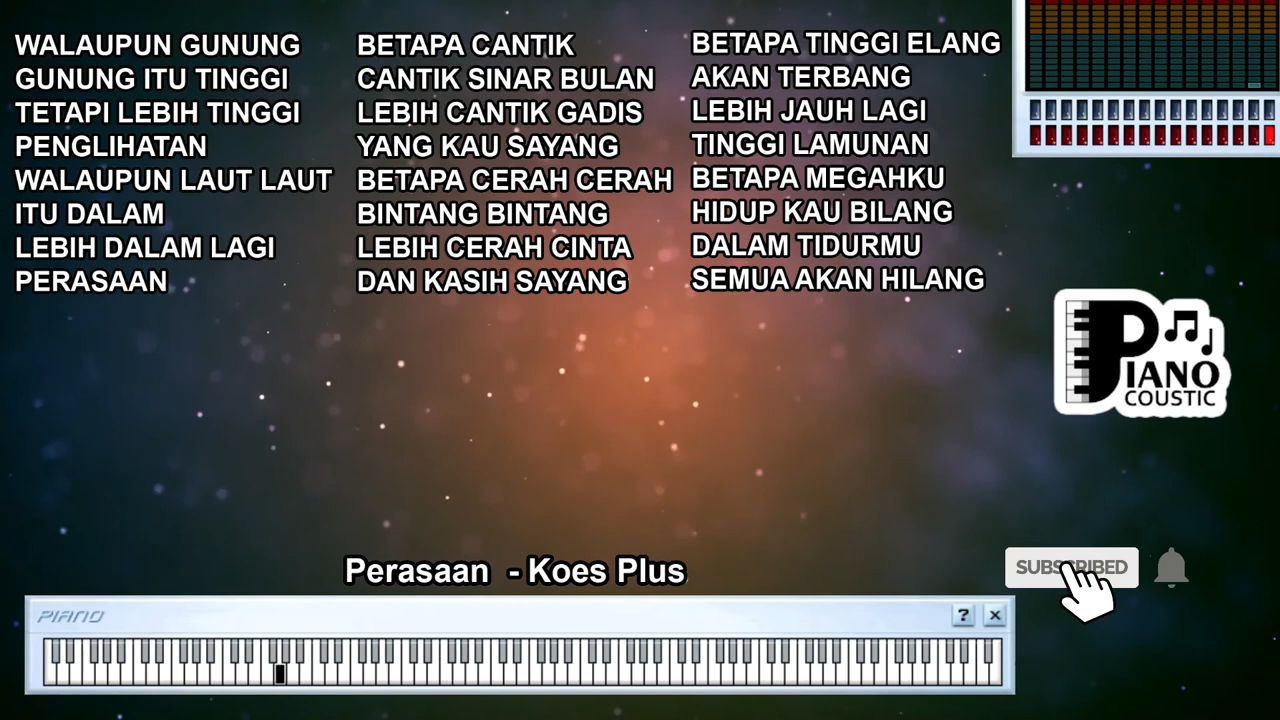 WALAUPUN GUNUNG
GUNUNG ITU TINGGI
TETAPI LEBIH TINGGI
PENGLIHATAN
WALAUPUN LAUT LAUT
ITU DALAM
LEBIH DALAM LAGI
PERASAAN
BETAPA CANTIK
CANTIK SINAR BULAN
LEBIH CANTIK GADIS
YANG KAU SAYANG
BETAPA CERAH CERAH
BINTANG BINTANG
LEBIH CERAH CINTA
DAN KASIH SAYANG
BETAPA TINGGI ELANG
AKAN TERBANG
LEBIH JAUH LAGI
TINGGI LAMUNAN
BETAPA MEGAHKU
HIDUP KAU BILANG
DALAM TIDURMU
SEMUA AKAN HILANG
PIANO
COUSTIC
Perasaan - Koes Plus
SUBSCRIBED
PIANO
?